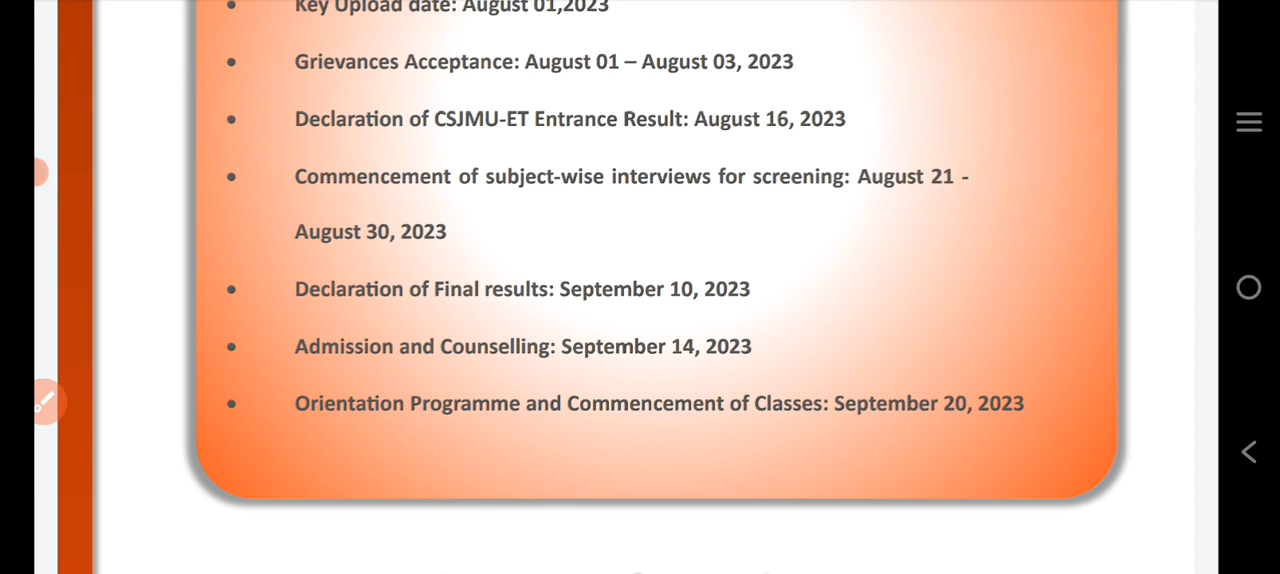 Key Upload date: August 01,2023
Grievances Acceptance: August 01 – August 03, 2023
Declaration of CSJMU-ET Entrance Result: August 16, 2023
Commencement of subject-wise interviews for screening: August 21 -
August 30, 2023
Declaration of Final results: September 10, 2023
Admission and Counselling: September 14, 2023
Orientation Programme and Commencement of Classes: September 20, 2023